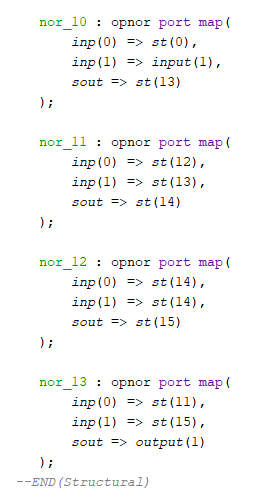 nor_10 : opnor port map(
inp(0) => st(0),
inp(1) => input(1),
sout => st(13)
);
nor_11 : opnor port map(
inp(0) => st(12),
inp(1) => st(13),
sout => st(14)
);
nor_12 : opnor port map(
inp(0) => st(14),
inp(1) => st(14),
sout => st(15)
);
nor_13 : opnor port map(
inp(0) => st(11),
inp(1) => st(15),
sout => output(1)
);
--END(Structural)